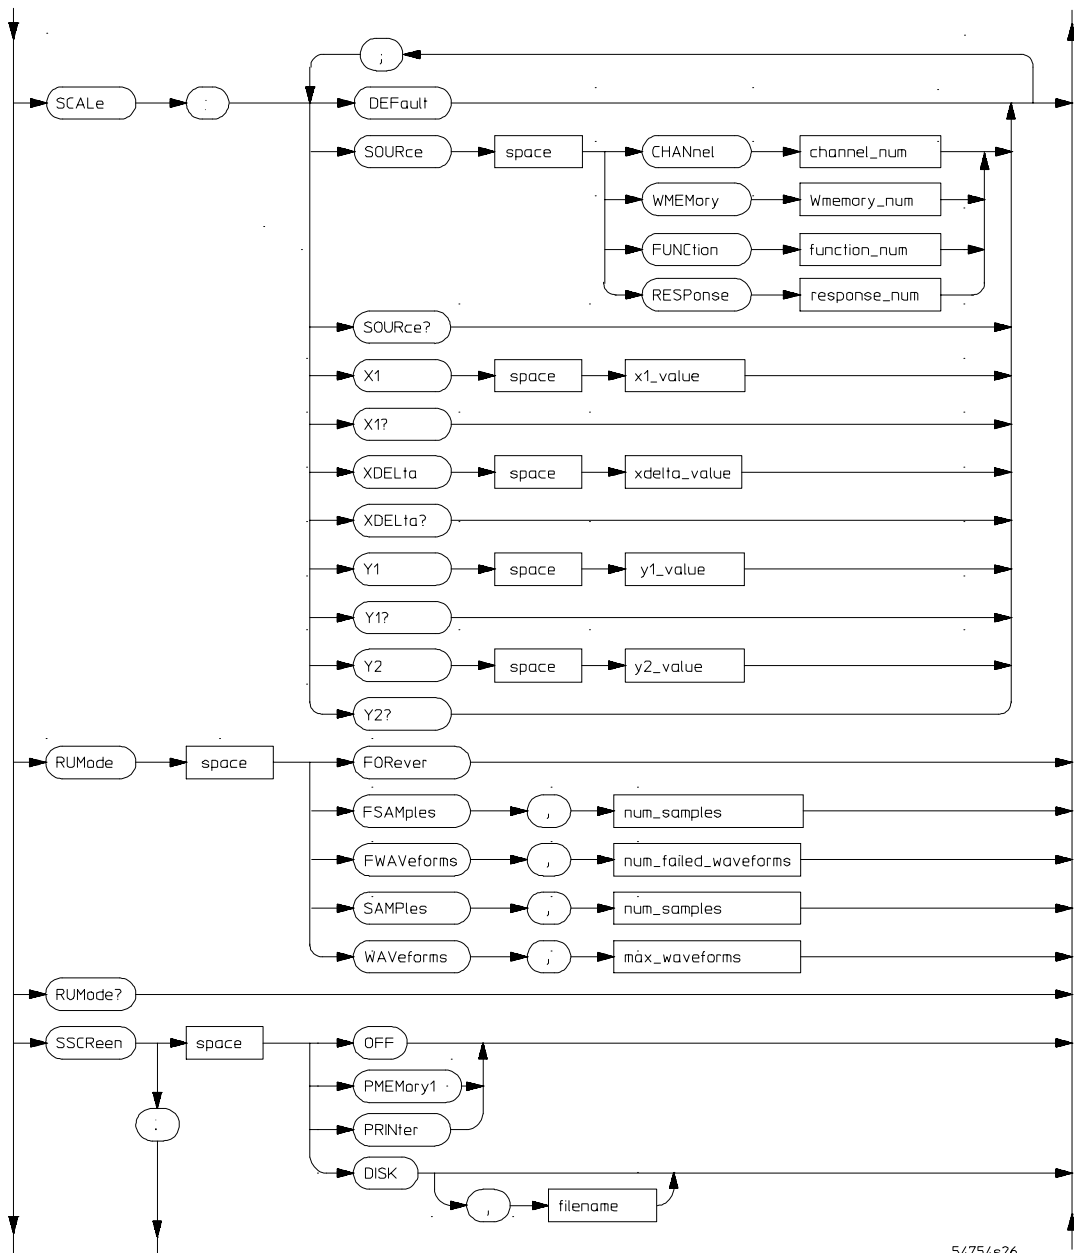 ;
SCALe : DEFault
SOURce space CHANnel channel_num
WMEMory Wmemory_num
FUNCtion function_num
RESPonse response_num
SOURce?
X1 space x1_value
X1?
XDELta space xdelta_value
XDELta?
Y1 space y1_value
Y1?
Y2 space y2_value
Y2?
RUMode space FORever
FSAMples , num_samples
FWAVeforms , num_failed_waveforms
SAMPles , num_samples
WAVeforms , max_waveforms
RUMode?
SSCReen space OFF
PMEMory1
:
PRINter
DISK
, filename
54754s26